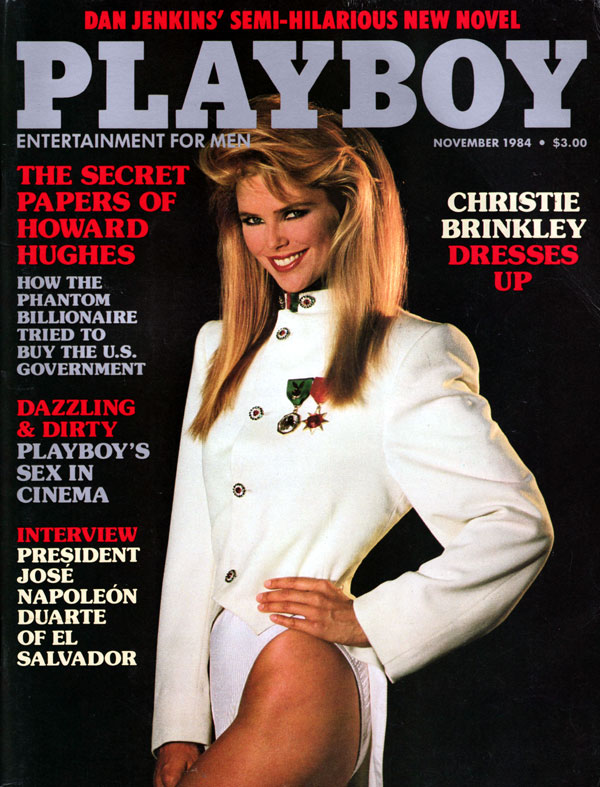 DAN JENKINS' SEMI-HILARIOUS NEW NOVEL
PLAYBOY
ENTERTAINMENT FOR MEN
NOVEMBER 1984 • $3.00
THE SECRET
PAPERS OF
HOWARD
HUGHES
HOW THE
PHANTOM
BILLIONAIRE
TRIED TO
BUY THE U.S.
GOVERNMENT
DAZZLING
& DIRTY
PLAYBOY'S
SEX IN
CINEMA
INTERVIEW
PRESIDENT
JOSÉ
NAPOLEÓN
DUARTE
OF EL
SALVADOR
CHRISTIE
BRINKLEY
DRESSES
UP